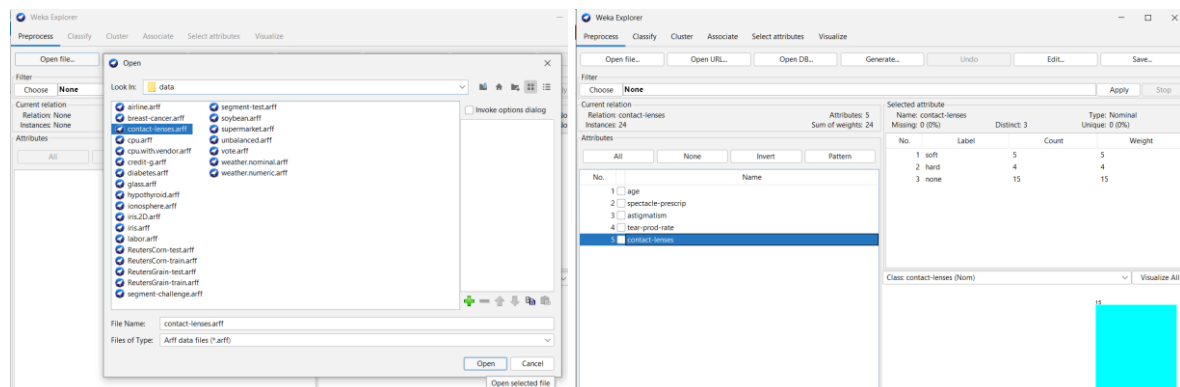 Weka Explorer
Preprocess Classify Cluster Associate Select attributes Visualize
Open file...
Filter
Choose None
Current relation
Relation: None
Instances: None
Attributes
All
Open
Look In: data
airline.arff
breast-cancer.arff
contact-lenses.arff
cpu.arff
cpu.with.vendor.arff
credit-g.arff
diabetes.arff
glass.arff
hypothyroid.arff
ionosphere.arff
iris.2D.arff
iris.arff
labor.arff
ReutersCorn-test.arff
ReutersCorn-train.arff
ReutersGrain-test.arff
ReutersGrain-train.arff
segment-challenge.arff
segment-test.arff
soybean.arff
supermarket.arff
unbalanced.arff
vote.arff
weather.nominal.arff
weather.numeric.arff
Invoke options dialog
File Name: contact-lenses.arff
Files of Type: Arff data files (*.arff)
Open Cancel
Open selected file
Weka Explorer
Preprocess Classify Cluster Associate Select attributes Visualize
Open file... Open URL... Open DB... Generate... Undo Edit... Save...
Filter
Choose None Apply Stop
Current relation
Relation: contact-lenses Attributes: 5
Instances: 24 Sum of weights: 24
Attributes
All None Invert Pattern
No. Name
1 age
2 spectacle-prescrip
3 astigmatism
4 tear-prod-rate
5 contact-lenses
Selected attribute
Name: contact-lenses Type: Nominal
Missing: 0 (0%) Distinct: 3 Unique: 0 (0%)
No. Label Count Weight
1 soft 5 5
2 hard 4 4
3 none 15 15
Class: contact-lenses (Nom) Visualize All
15